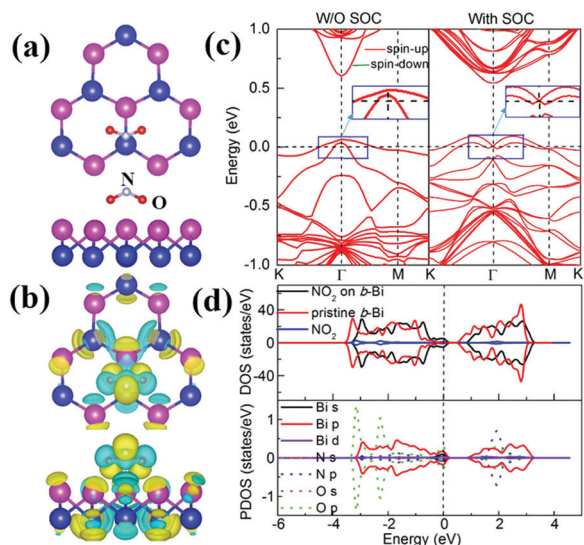 (a)
N
O
(b)
(c)
W/O SOC
With SOC
spin-up
spin-down
Energy (eV)
1.0
0.5
0.0
-0.5
-1.0
K Γ M K K Γ M K
(d)
NO2 on b-Bi
pristine b-Bi
NO2
DOS (states/eV)
40
0
-40
Bi s
Bi p
Bi d
N s
N p
O s
O p
PDOS (states/eV)
1
0
-1
-6 -4 -2 0 2 4
Energy (eV)